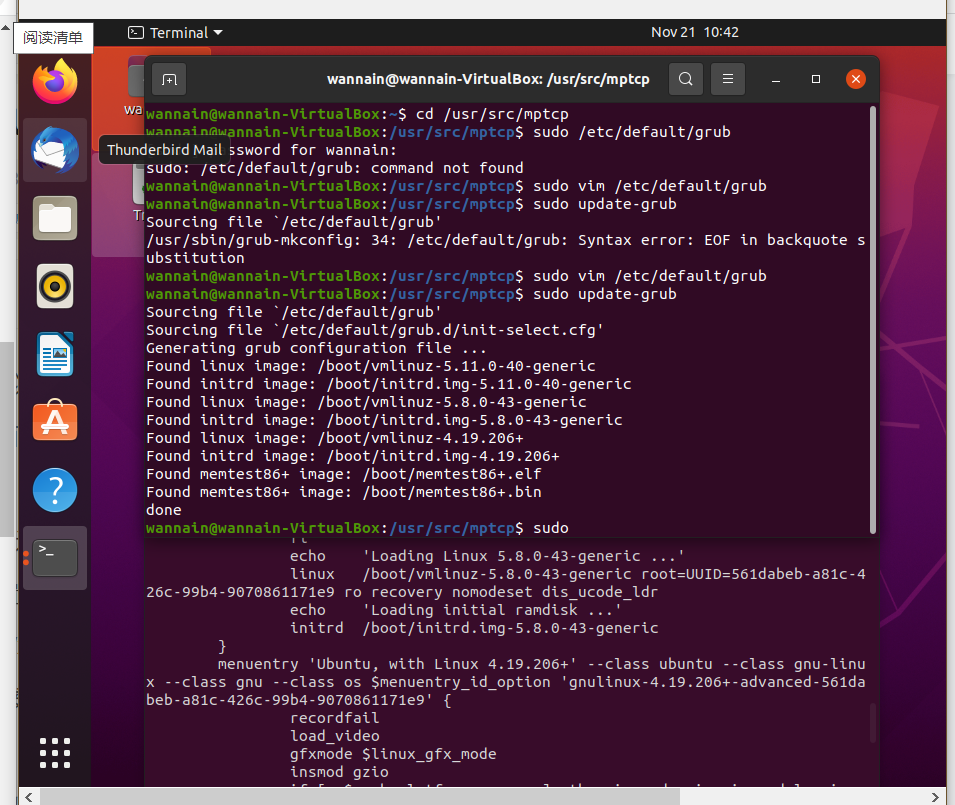 阅读清单
Terminal
Nov 21 10:42
wannain@wannain-VirtualBox: /usr/src/mptcp
wa
Thunderbird Mail
wannain@wannain-VirtualBox:~$ cd /usr/src/mptcp
wannain@wannain-VirtualBox:/usr/src/mptcp$ sudo /etc/default/grub
ssword for wannain:
sudo: /etc/default/grub: command not found
wannain@wannain-VirtualBox:/usr/src/mptcp$ sudo vim /etc/default/grub
wannain@wannain-VirtualBox:/usr/src/mptcp$ sudo update-grub
Sourcing file `/etc/default/grub'
/usr/sbin/grub-mkconfig: 34: /etc/default/grub: Syntax error: EOF in backquote s
ubstitution
wannain@wannain-VirtualBox:/usr/src/mptcp$ sudo vim /etc/default/grub
wannain@wannain-VirtualBox:/usr/src/mptcp$ sudo update-grub
Sourcing file `/etc/default/grub'
Sourcing file `/etc/default/grub.d/init-select.cfg'
Generating grub configuration file ...
Found linux image: /boot/vmlinuz-5.11.0-40-generic
Found initrd image: /boot/initrd.img-5.11.0-40-generic
Found linux image: /boot/vmlinuz-5.8.0-43-generic
Found initrd image: /boot/initrd.img-5.8.0-43-generic
Found linux image: /boot/vmlinuz-4.19.206+
Found initrd image: /boot/initrd.img-4.19.206+
Found memtest86+ image: /boot/memtest86+.elf
Found memtest86+ image: /boot/memtest86+.bin
done
wannain@wannain-VirtualBox:/usr/src/mptcp$ sudo
echo 'Loading Linux 5.8.0-43-generic ...'
linux /boot/vmlinuz-5.8.0-43-generic root=UUID=561dabeb-a81c-4
26c-99b4-9070861171e9 ro recovery nomodeset dis_ucode_ldr
echo 'Loading initial ramdisk ...'
initrd /boot/initrd.img-5.8.0-43-generic
}
menuentry 'Ubuntu, with Linux 4.19.206+' --class ubuntu --class gnu-linu
x --class gnu --class os $menuentry_id_option 'gnulinux-4.19.206+-advanced-561da
beb-a81c-426c-99b4-9070861171e9' {
recordfail
load_video
gfxmode $linux_gfx_mode
insmod gzio